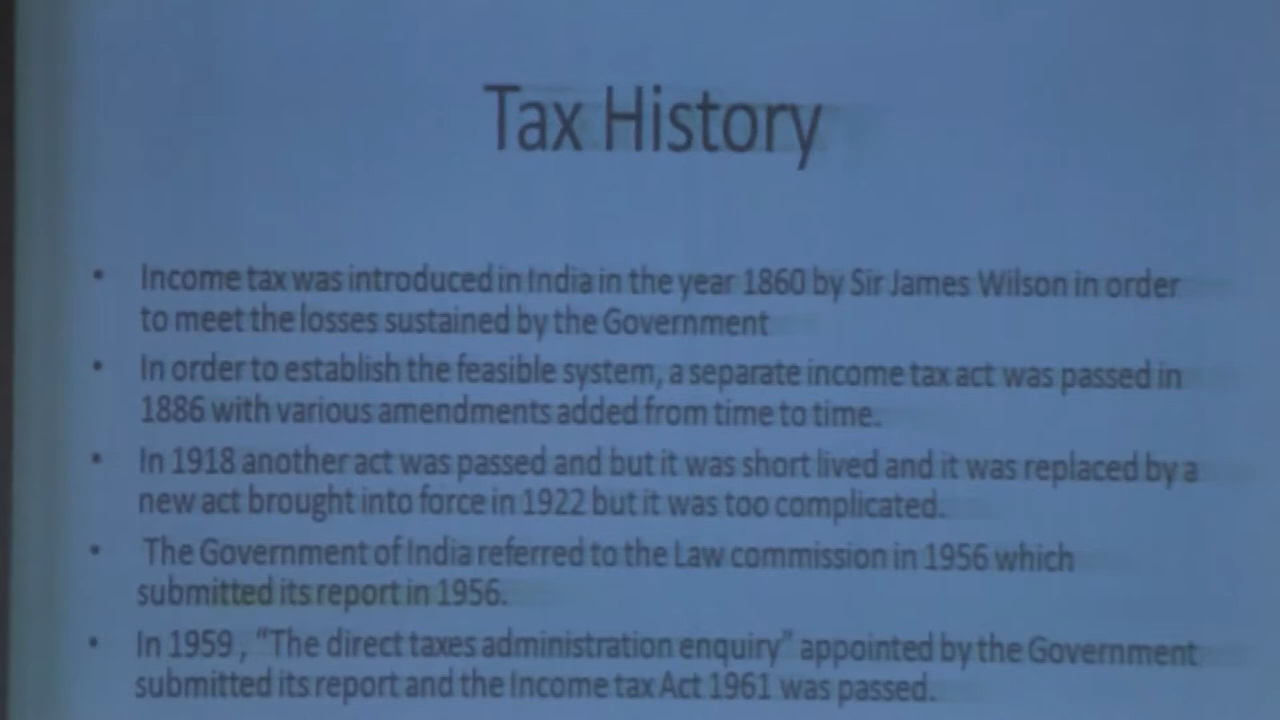 Tax History
• Income tax was introduced in India in the year 1860 by Sir James Wilson in order
to meet the losses sustained by the Government
• In order to establish the feasible system, a separate income tax act was passed in
1886 with various amendments added from time to time.
• In 1918 another act was passed and but it was short lived and it was replaced by a
new act brought into force in 1922 but it was too complicated.
• The Government of India referred to the Law commission in 1956 which
submitted its report in 1956.
• In 1959 , “The direct taxes administration enquiry” appointed by the Government
submitted its report and the Income tax Act 1961 was passed.